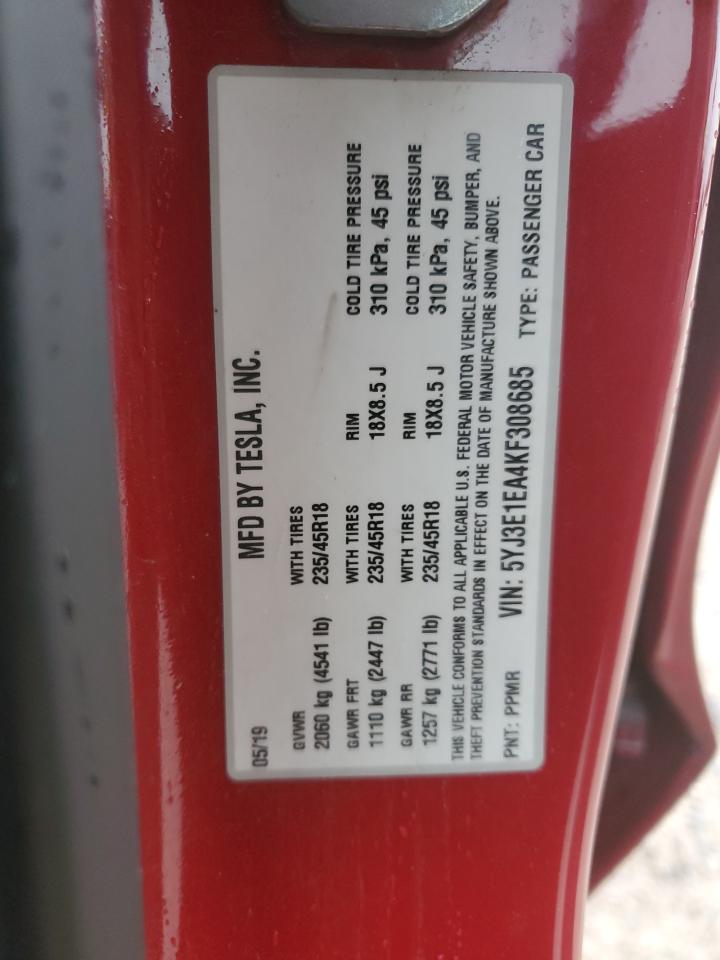 05/19 MFD BY TESLA, INC.
GVWR WITH TIRES RIM COLD TIRE PRESSURE
2060 kg (4541 lb) 235/45R18 18X8.5 J 310 kPa, 45 psi
GAWR FRT WITH TIRES RIM COLD TIRE PRESSURE
1110 kg (2447 lb) 235/45R18 18X8.5 J 310 kPa, 45 psi
GAWR RR WITH TIRES
1257 kg (2771 lb) 235/45R18
THIS VEHICLE CONFORMS TO ALL APPLICABLE U.S. FEDERAL MOTOR VEHICLE SAFETY, BUMPER, AND
THEFT PREVENTION STANDARDS IN EFFECT ON THE DATE OF MANUFACTURE SHOWN ABOVE.
PNT: PPMR VIN: 5YJ3E1EA4KF308685 TYPE: PASSENGER CAR